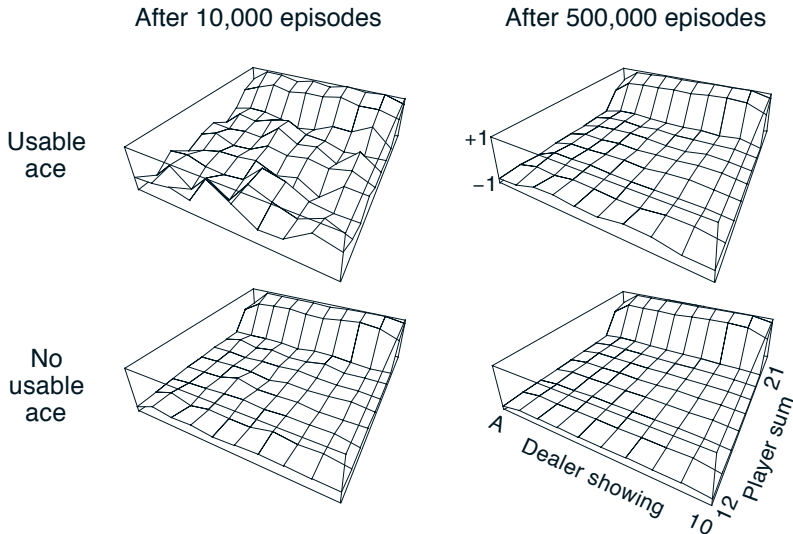 After 10,000 episodes
After 500,000 episodes
Usable
ace
+1
−1
No
usable
ace
A
Dealer showing
10
12
Player sum
21